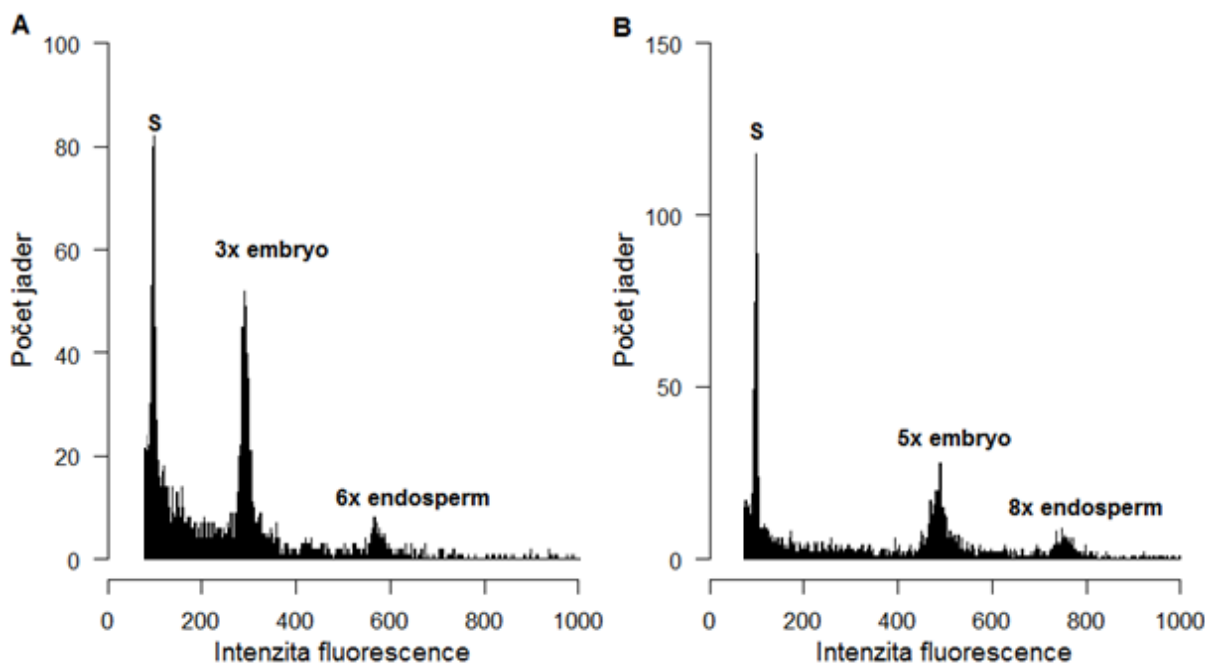 A
100
80
60
40
20
0
Počet jader
S
3x embryo
6x endosperm
0 200 400 600 800 1000
Intenzita fluorescence
B
150
100
50
0
Počet jader
S
5x embryo
8x endosperm
0 200 400 600 800 1000
Intenzita fluorescence